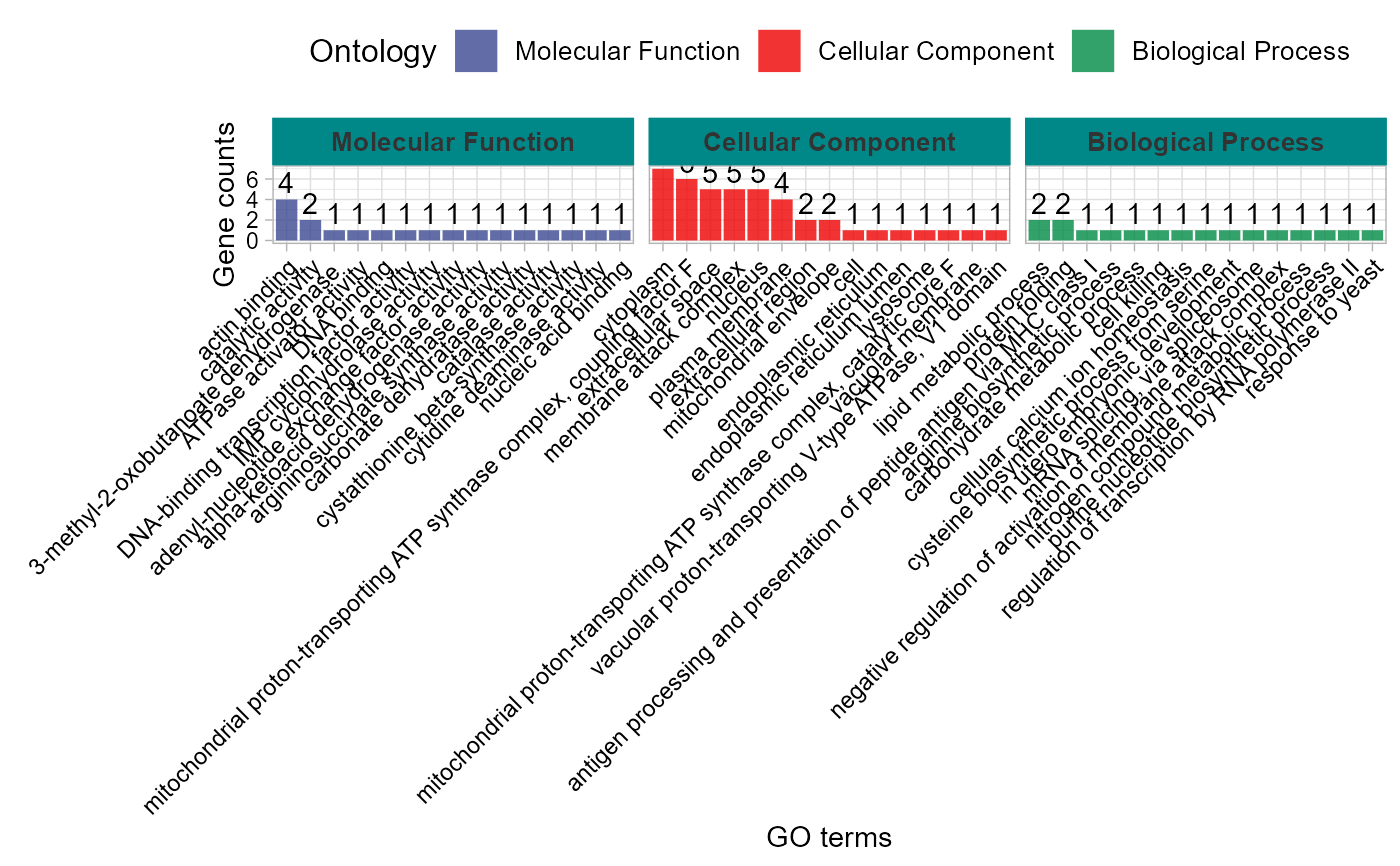 Ontology
Molecular Function
Cellular Component
Biological Process
Molecular Function
Cellular Component
Biological Process
Gene counts
6
4
2
0
4
2
1
1
1
1
1
1
1
1
1
1
1
1
1
6
5
5
5
4
2
2
1
1
1
1
1
1
1
2
2
1
1
1
1
1
1
1
1
1
1
1
1
1
actin binding
catalytic activity
3-methyl-2-oxobutanoate dehydrogenase
ATPase activator activity
DNA binding
DNA-binding transcription factor activity
IMP cyclohydrolase activity
adenyl-nucleotide exchange factor activity
alpha-ketoacid dehydrogenase activity
argininosuccinate synthase activity
carbonate dehydratase activity
catalase activity
cystathionine beta-synthase activity
cytidine deaminase activity
nucleic acid binding
cytoplasm
mitochondrial proton-transporting ATP synthase complex, coupling factor F
extracellular space
membrane attack complex
nucleus
plasma membrane
extracellular region
mitochondrial envelope
cell
endoplasmic reticulum
endoplasmic reticulum lumen
lysosome
mitochondrial proton-transporting ATP synthase complex, catalytic core F
vacuolar membrane
vacuolar proton-transporting V-type ATPase, V1 domain
lipid metabolic process
protein folding
antigen processing and presentation of peptide antigen via MHC class I
arginine biosynthetic process
carbohydrate metabolic process
cell killing
cellular calcium ion homeostasis
cysteine biosynthetic process from serine
in utero embryonic development
mRNA splicing, via spliceosome
negative regulation of activation of membrane attack complex
nitrogen compound metabolic process
purine nucleotide biosynthetic process
regulation of transcription by RNA polymerase II
response to yeast
GO terms